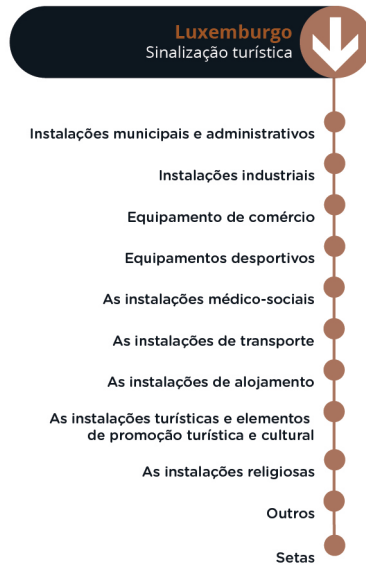 Luxemburgo
Sinalização turística
Instalações municipais e administrativos
Instalações industriais
Equipamento de comércio
Equipamentos desportivos
As instalações médico-sociais
As instalações de transporte
As instalações de alojamento
As instalações turísticas e elementos
de promoção turística e cultural
As instalações religiosas
Outros
Setas